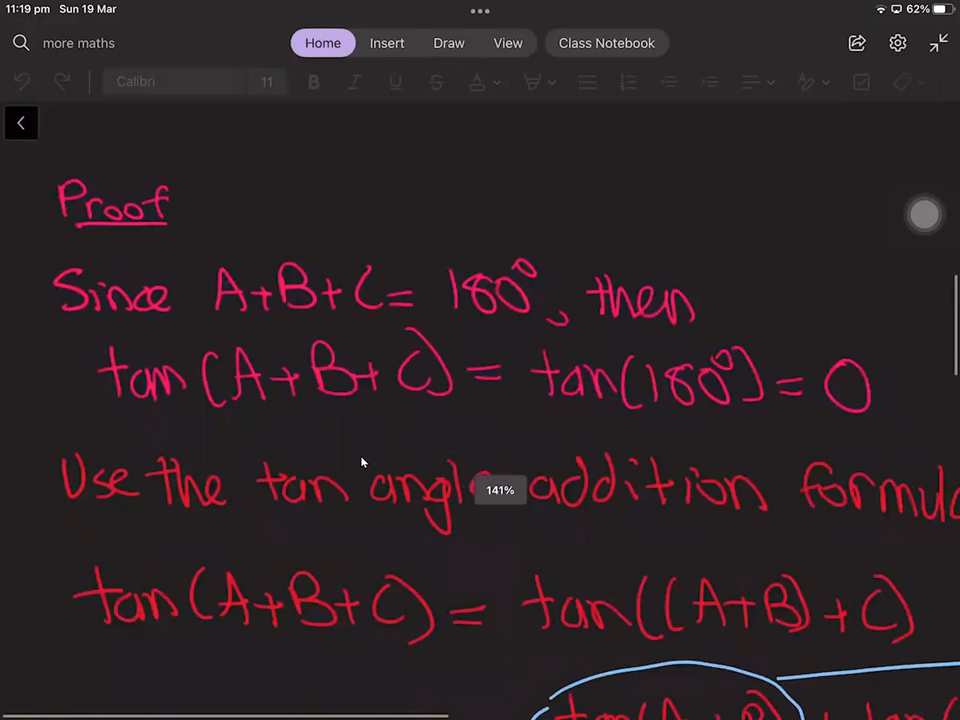 11:19 pm Sun 19 Mar
62%
more maths
Home Insert Draw View Class Notebook
Calibri 11 B I U S A
Proof
Since A+B+C= 180°, then
tan(A+B+C) = tan(180°) = 0
Use the tan angle addition
141%
tan(A+B+C) = tan((A+B)+C)